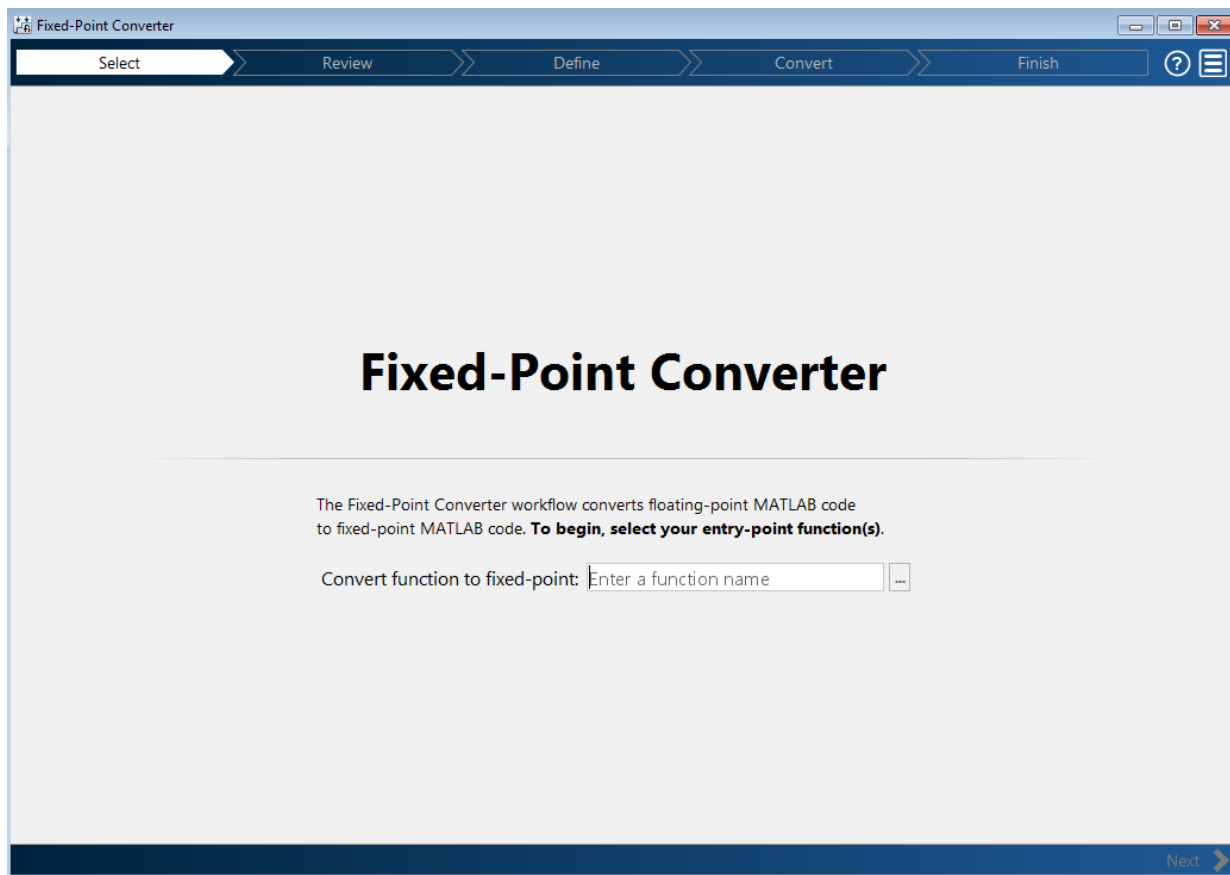 Fixed-Point Converter
Select
Review
Define
Convert
Finish
?
Fixed-Point Converter
The Fixed-Point Converter workflow converts floating-point MATLAB code
to fixed-point MATLAB code. To begin, select your entry-point function(s).
Convert function to fixed-point: Enter a function name ...
Next